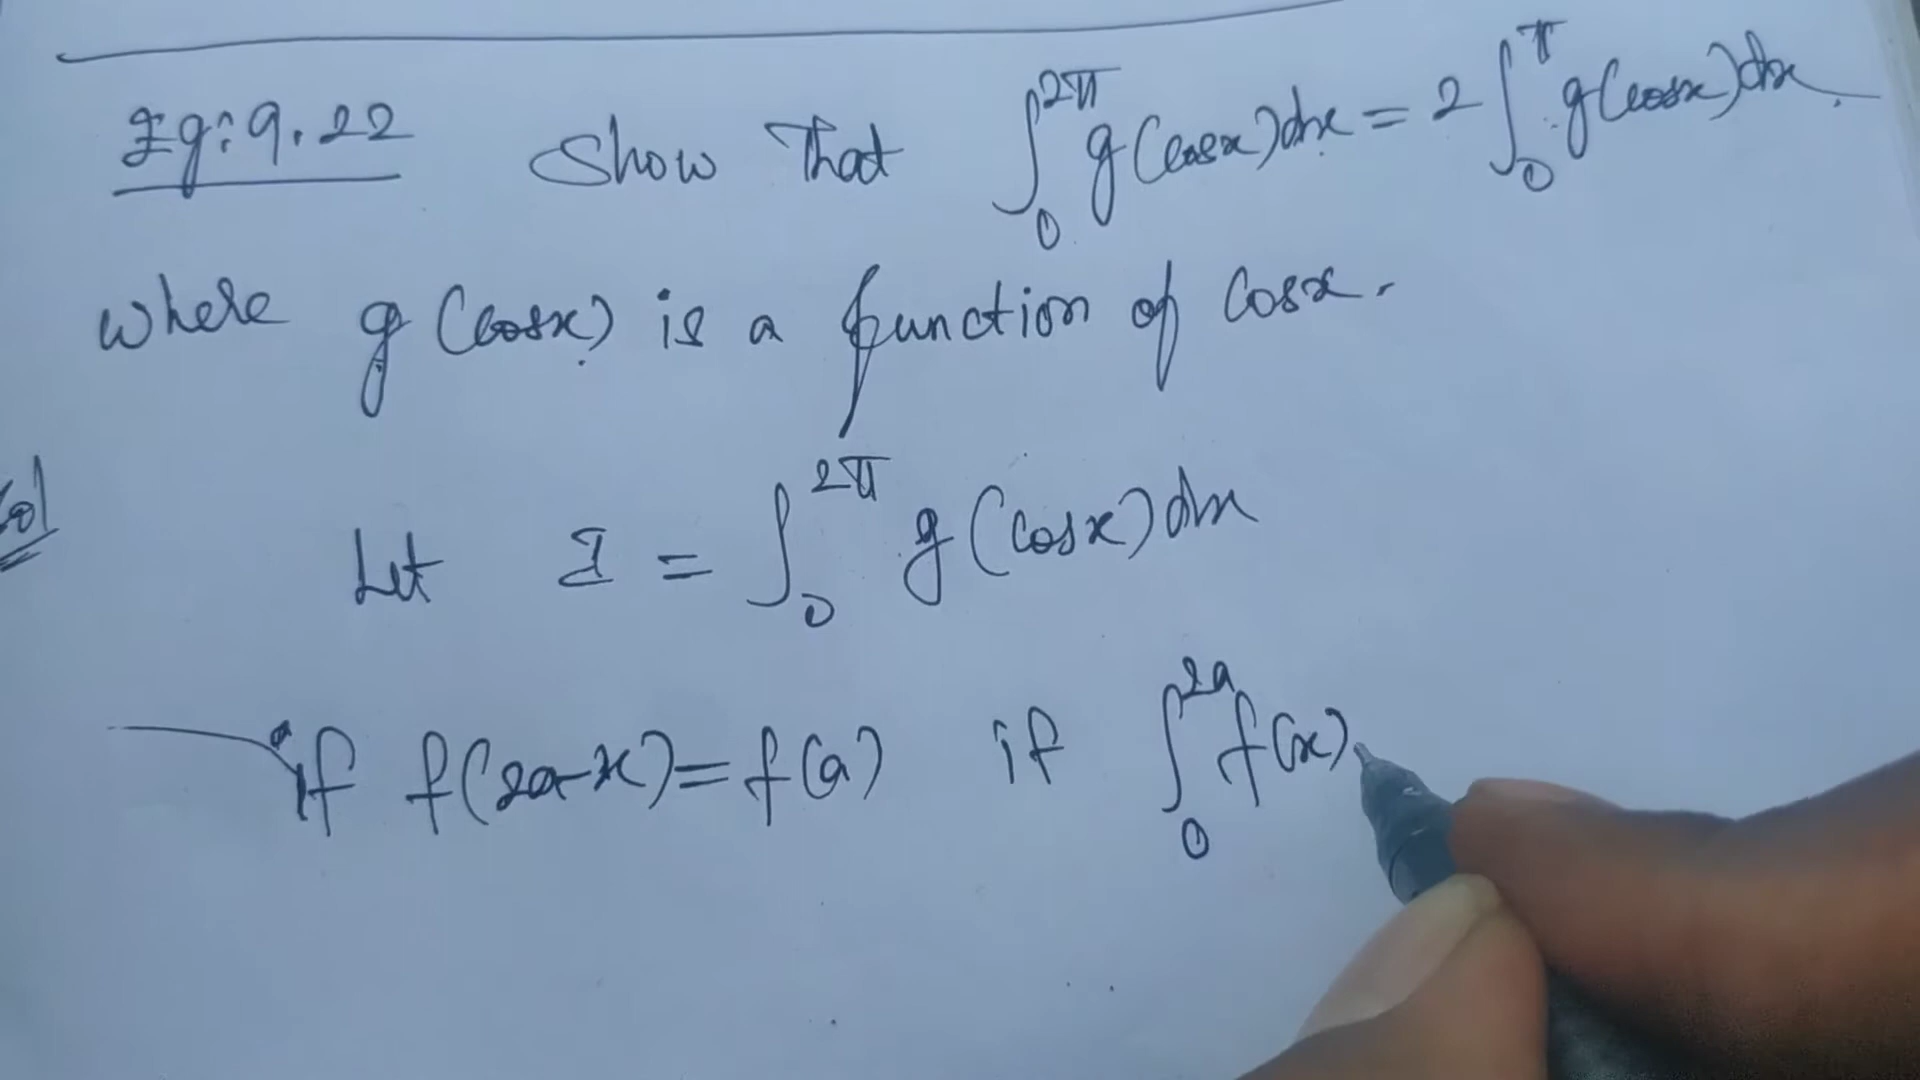 Eg:9.22 Show That ∫₀^2π g(cosx)dx = 2 ∫₀^π g(cosx)dx.
where g(cosx) is a function of cosx.
Sol
Let I = ∫₀^2π g(cosx)dx
if f(2a-x)=f(a) if ∫₀^2a f(x)